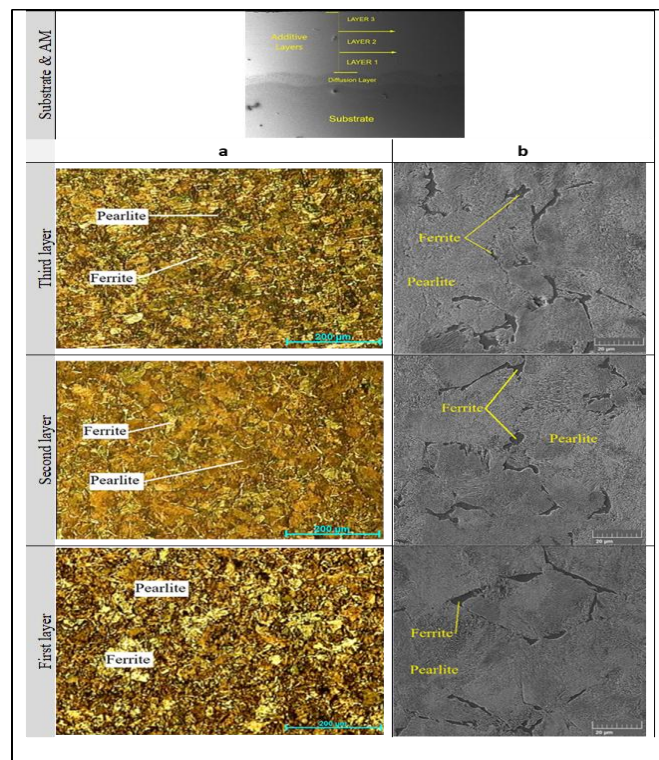 Substrate & AM
LAYER 3
Additive
Layers
LAYER 2
LAYER 1
Diffusion Layer
Substrate
a
b
Third layer
Pearlite
Ferrite
200 µm
Ferrite
Pearlite
20 µm
Second layer
Ferrite
Pearlite
200 µm
Ferrite
Pearlite
20 µm
First layer
Pearlite
Ferrite
200 µm
Ferrite
Pearlite
20 µm